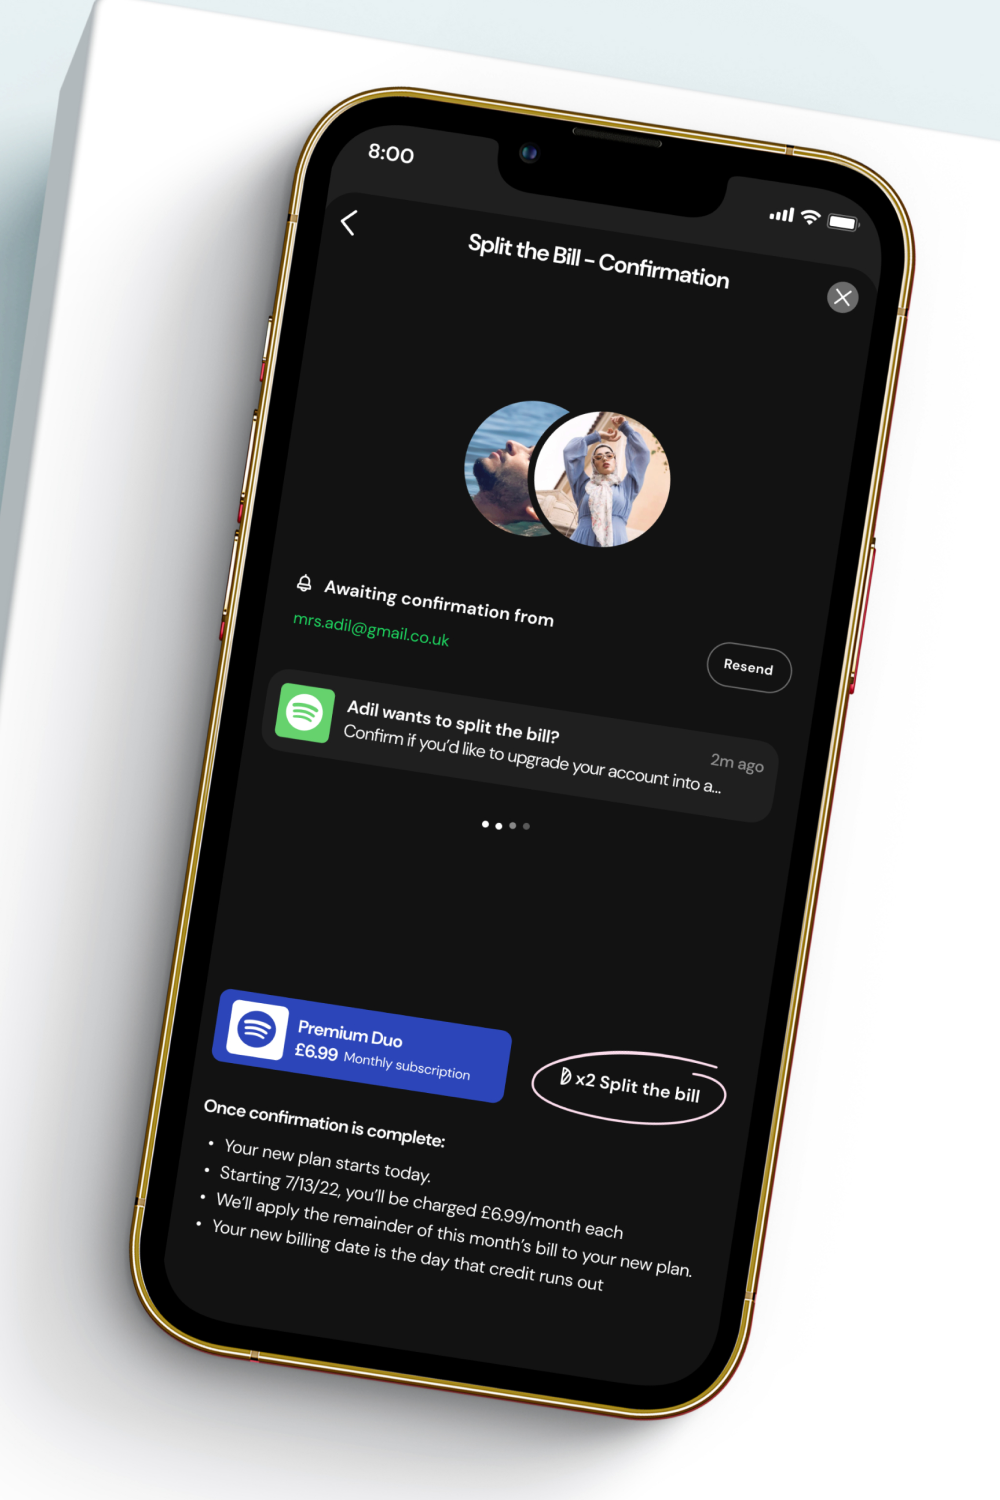 8:00
Split the Bill – Confirmation
Awaiting confirmation from
mrs.adil@gmail.co.uk
Resend
Adil wants to split the bill?
2m ago
Confirm if you’d like to upgrade your account into a...
Premium Duo
£6.99 Monthly subscription
x2 Split the bill
Once confirmation is complete:
• Your new plan starts today.
• Starting 7/13/22, you’ll be charged £6.99/month each
• We’ll apply the remainder of this month’s bill to your new plan.
• Your new billing date is the day that credit runs out